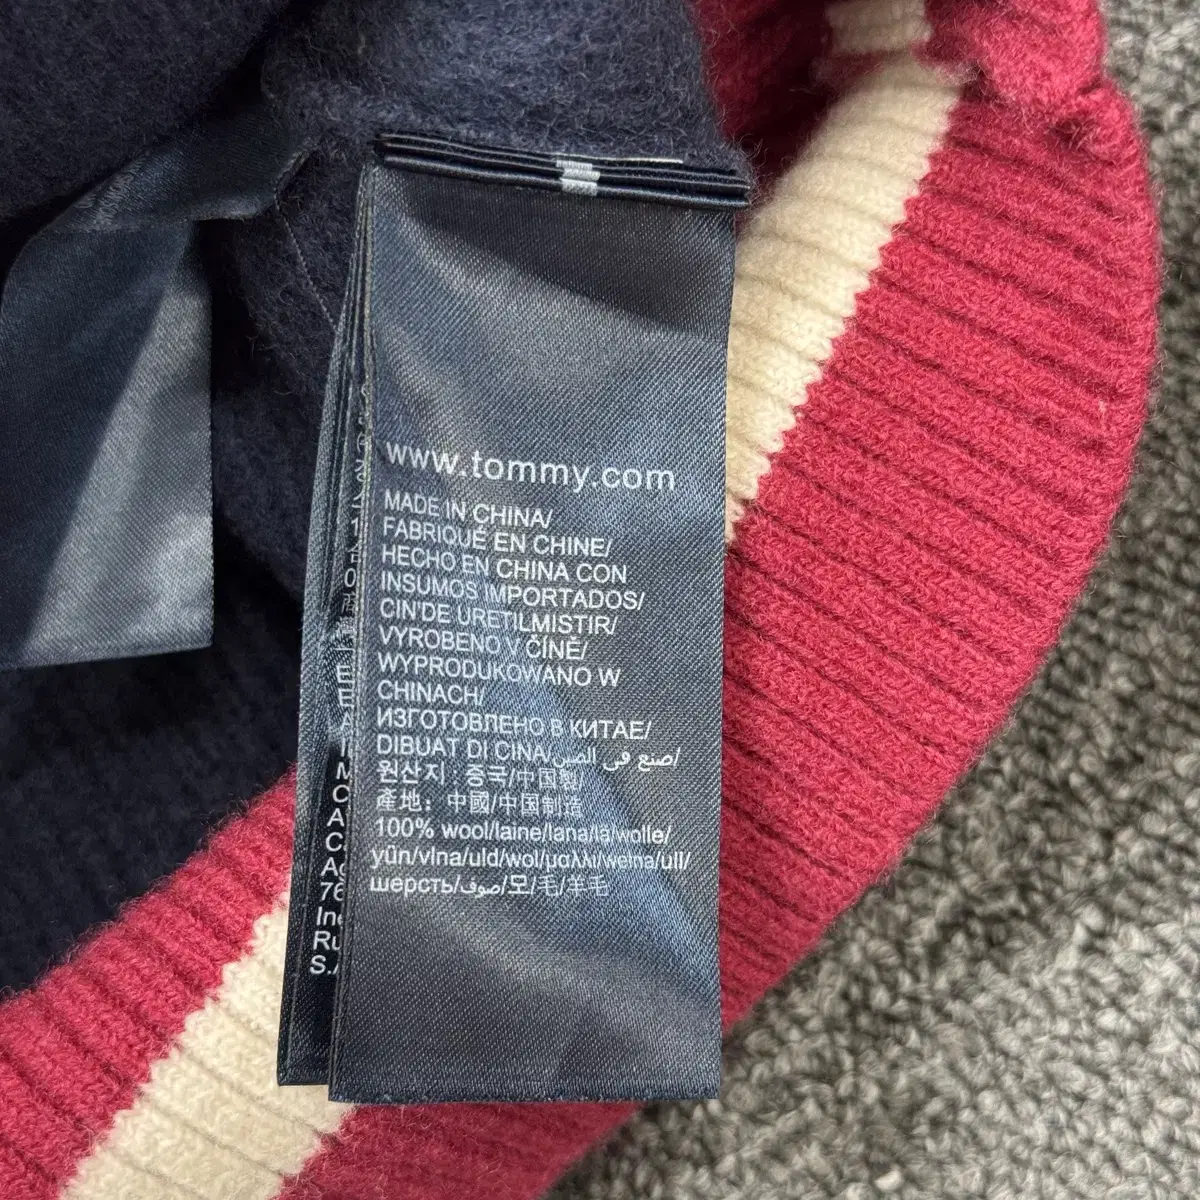 www.tommy.com
MADE IN CHINA/
FABRIQUÉ EN CHINE/
HECHO EN CHINA CON
INSUMOS IMPORTADOS/
CIN'DE URETILMISTIR/
VYROBENO V ČÍNĚ/
WYPRODUKOWANO W
CHINACH/
ИЗГОТОВЛЕНО В КИТАЕ/
DIBUAT DI CINA/صنع في الصين/
원산지 : 중국/中国製/
產地：中國/中国制造
100% wool/laine/lana/lã/wolle/
yün/vlna/uld/wol/μαλλί/wełna/ull/
шерсть/صوف/모/毛/羊毛